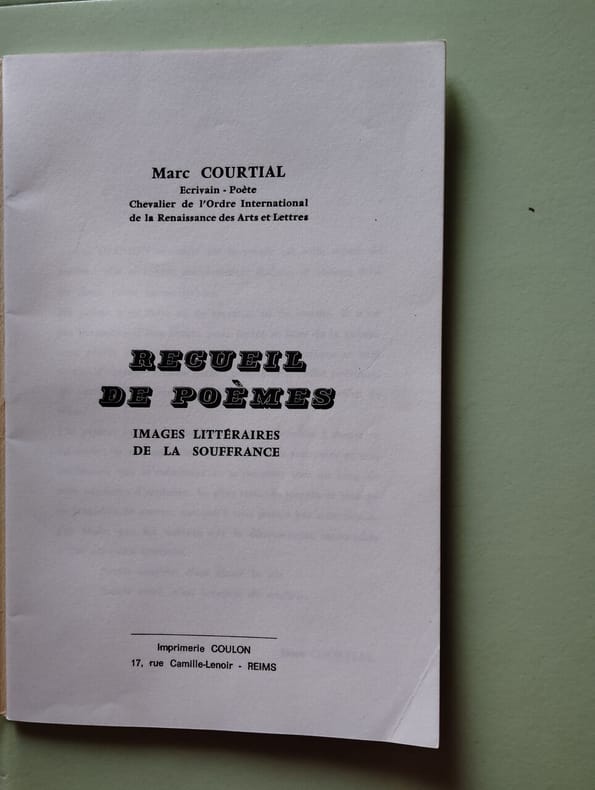 Marc COURTIAL
Ecrivain - Poète
Chevalier de l'Ordre International
de la Renaissance des Arts et Lettres
RECUEIL
DE POÈMES
IMAGES LITTÉRAIRES
DE LA SOUFFRANCE
Imprimerie COULON
17, rue Camille-Lenoir - REIMS